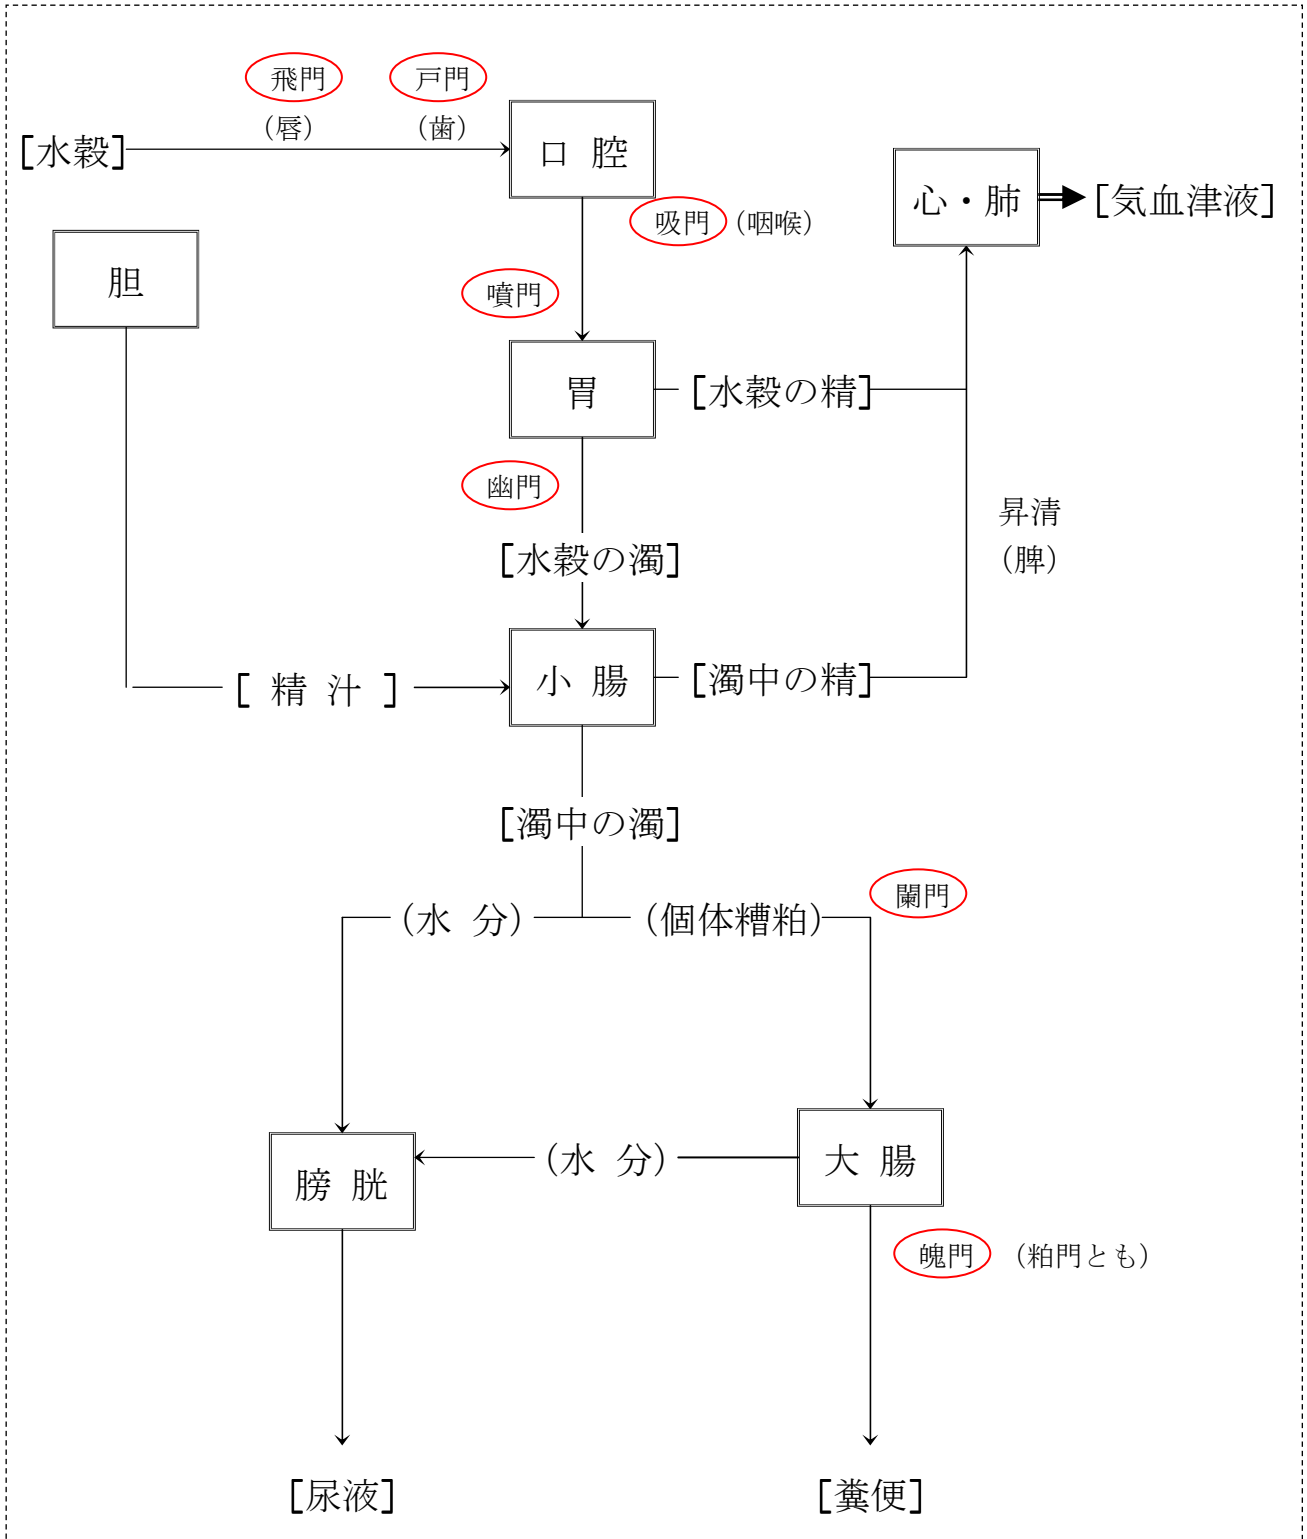 飛門
戸門
(唇)
(歯)
[水穀]
口 腔
心・肺
[気血津液]
吸門
(咽喉)
胆
噴門
胃
[水穀の精]
幽門
昇清
(脾)
[水穀の濁]
小 腸
[濁中の精]
[ 精 汁 ]
[濁中の濁]
闌門
(水 分)
(個体糟粕)
大 腸
(水 分)
膀 胱
魄門
(粕門とも)
[尿液]
[糞便]